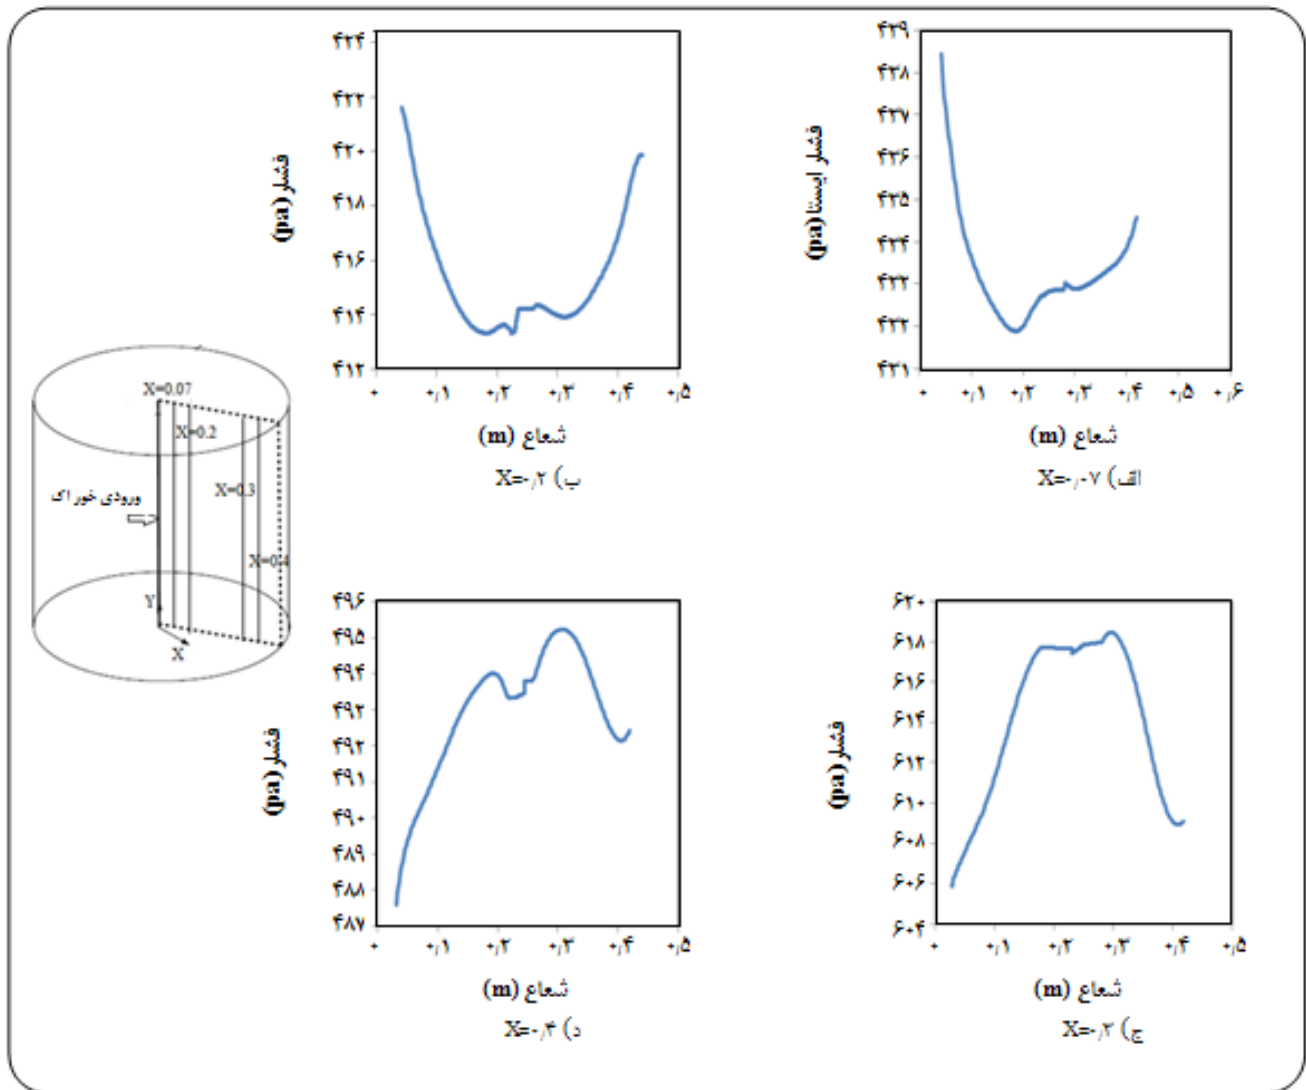 ۴۲۴
۴۲۲
۴۲۰
۴۱۸
۴۱۶
۴۱۴
۴۱۲
فشار (pa)
۰ ۰٫۱ ۰٫۲ ۰٫۳ ۰٫۴ ۰٫۵
شعاع (m)
ب) X=۰٫۲
۴۳۹
۴۳۸
۴۳۷
۴۳۶
۴۳۵
۴۳۴
۴۳۳
۴۳۲
۴۳۱
فشار ایستا (pa)
۰ ۰٫۱ ۰٫۲ ۰٫۳ ۰٫۴ ۰٫۵ ۰٫۶
شعاع (m)
الف) X=۰٫۰۷
X=0.07
X=0.2
X=0.3
ورودی خوراک
X=0.4
Y
X
۴۹۶
۴۹۵
۴۹۴
۴۹۳
۴۹۲
۴۹۱
۴۹۰
۴۸۹
۴۸۸
۴۸۷
فشار (pa)
۰ ۰٫۱ ۰٫۲ ۰٫۳ ۰٫۴ ۰٫۵
شعاع (m)
د) X=۰٫۴
۶۲۰
۶۱۸
۶۱۶
۶۱۴
۶۱۲
۶۱۰
۶۰۸
۶۰۶
۶۰۴
فشار (pa)
۰ ۰٫۱ ۰٫۲ ۰٫۳ ۰٫۴ ۰٫۵
شعاع (m)
ج) X=۰٫۳